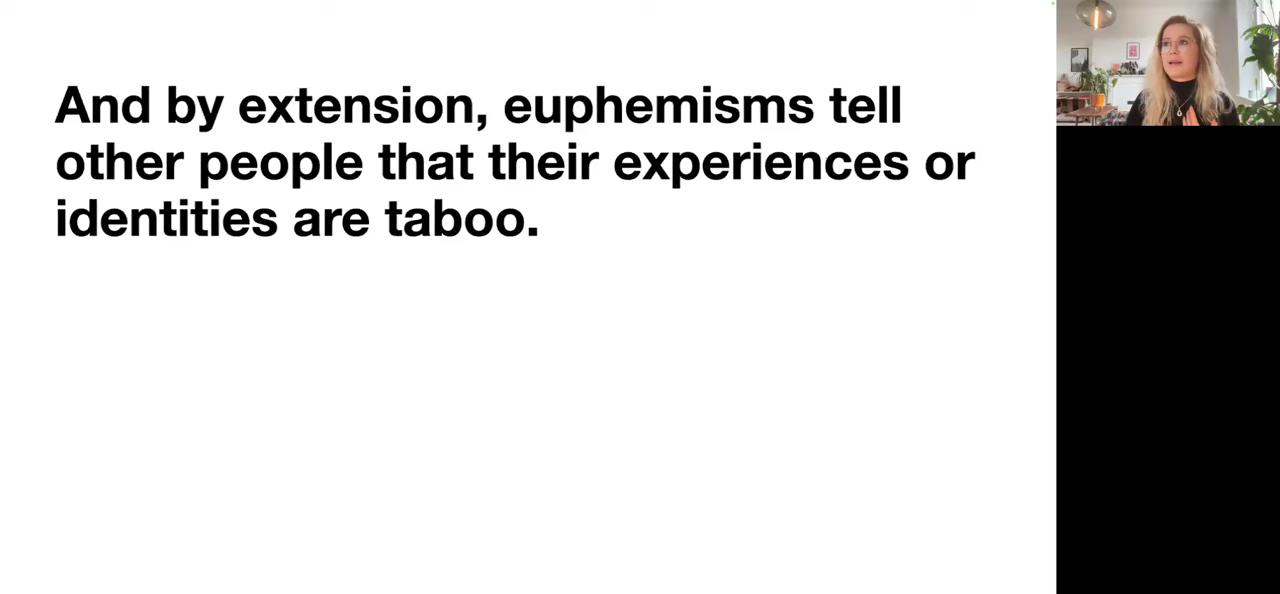 And by extension, euphemisms tell
other people that their experiences or
identities are taboo.